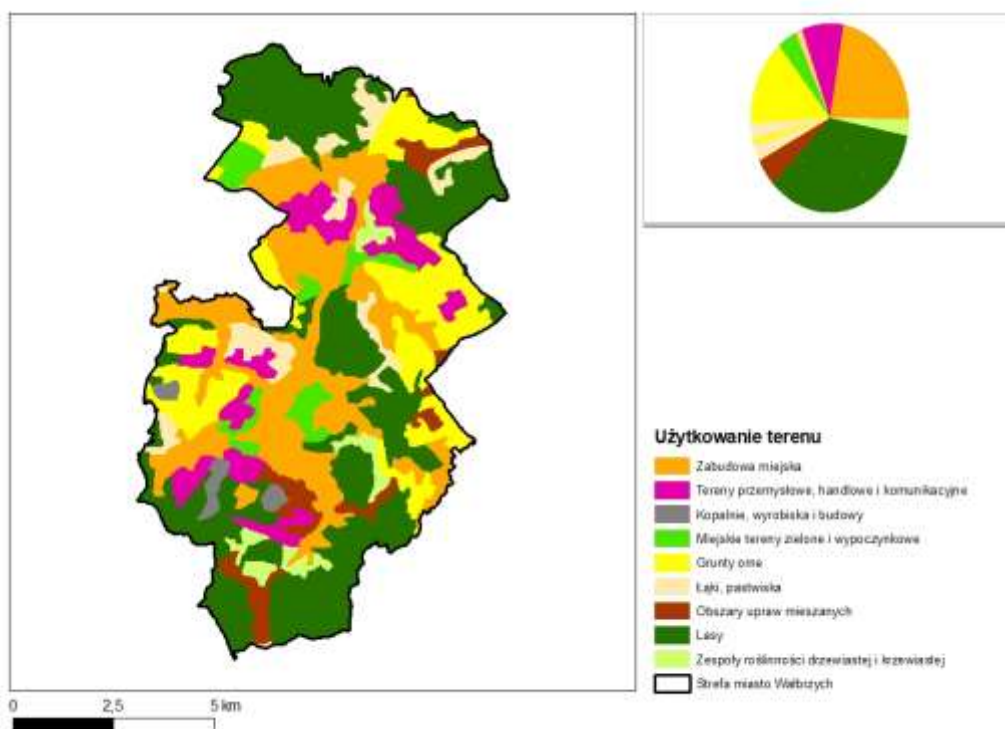 Użytkowanie terenu
Zabudowa miejska
Tereny przemysłowe, handlowe i komunikacyjne
Kopalnie, wyrobiska i budowy
Miejskie tereny zielone i wypoczynkowe
Grunty orne
Łąki, pastwiska
Obszary upraw mieszanych
Lasy
Zespoły roślinności drzewiastej i krzewiastej
Strefa miasto Wałbrzych
0 2,5 5 km